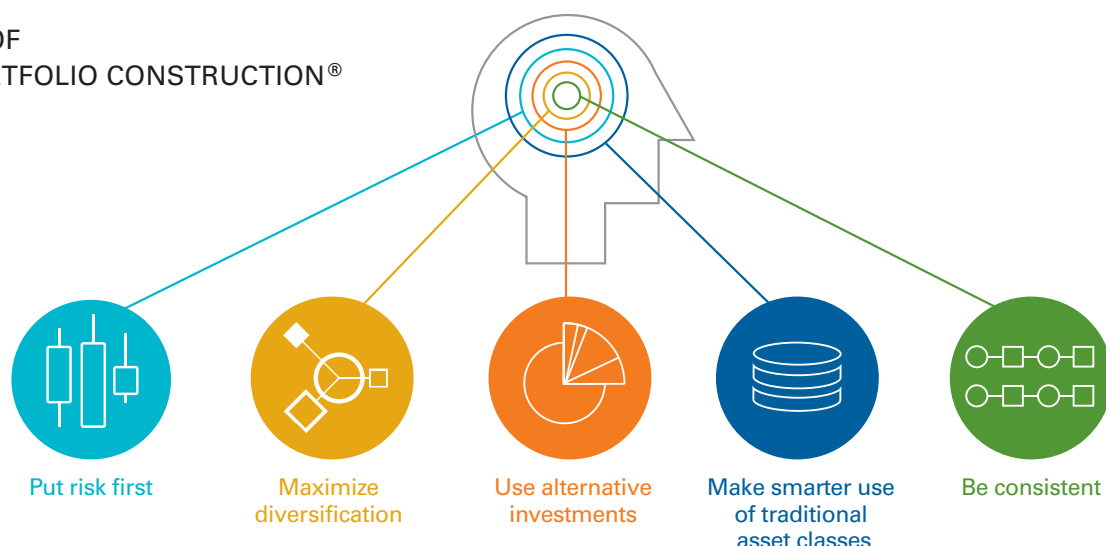 OF
TFOLIO CONSTRUCTION®
Put risk first
Maximize
diversification
Use alternative
investments
Make smarter use
of traditional
asset classes
Be consistent